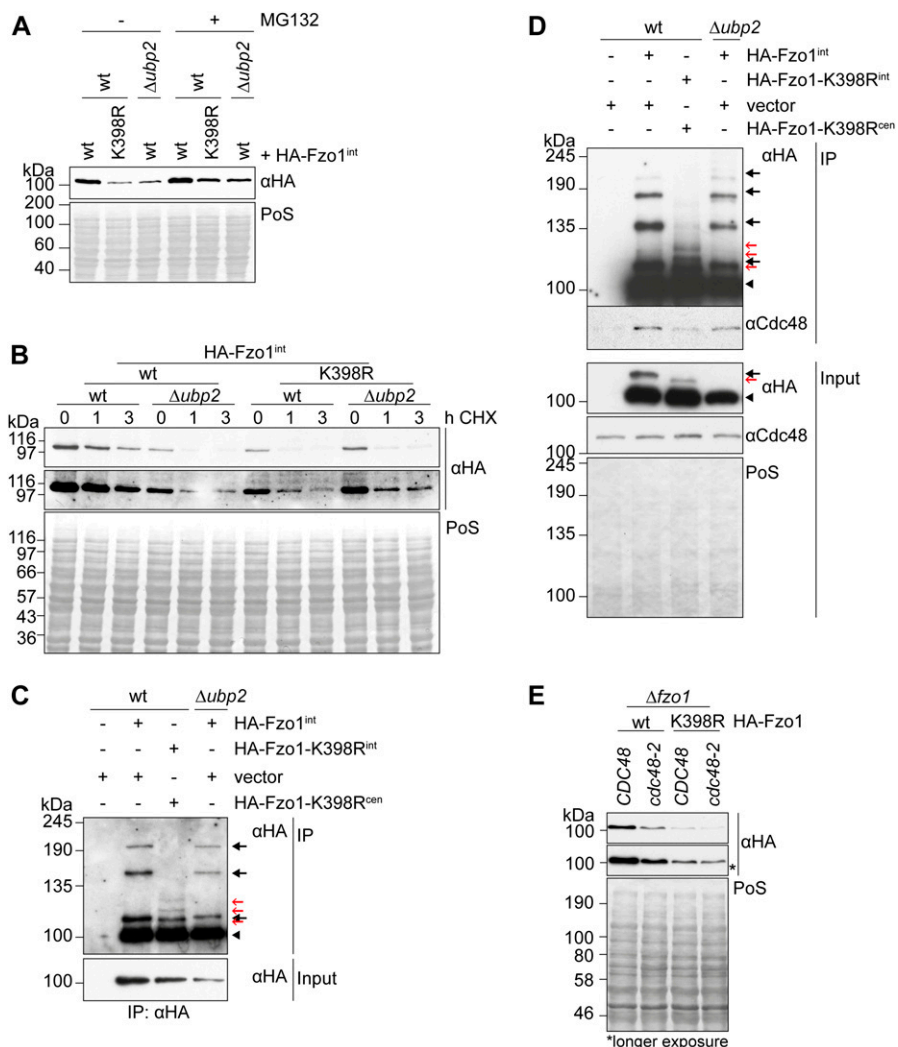 A
- + MG132
wt Δubp2 wt Δubp2
wt K398R wt wt K398R wt + HA-Fzo1int
kDa
100 αHA
200 PoS
100
60
40
B
HA-Fzo1int
wt K398R
wt Δubp2 wt Δubp2
kDa 0 1 3 0 1 3 0 1 3 0 1 3 h CHX
116
97
αHA
116
97
PoS
116
97
66
57
43
36
C
wt Δubp2
- + - + HA-Fzo1int
- - + - HA-Fzo1-K398Rint
+ + - + vector
- - + - HA-Fzo1-K398Rcen
kDa
245 αHA IP
190
135
100
100 αHA Input
IP: αHA
D
wt Δubp2
- + - + HA-Fzo1int
- - + - HA-Fzo1-K398Rint
+ + - + vector
- - + - HA-Fzo1-K398Rcen
kDa
245 αHA IP
190
135
100
αCdc48
αHA Input
100
αCdc48
100
245 PoS
190
135
100
E
Δfzo1
wt K398R HA-Fzo1
CDC48 cdc48-2 CDC48 cdc48-2
kDa
100
αHA
100 *
PoS
190
100
80
58
46
*longer exposure